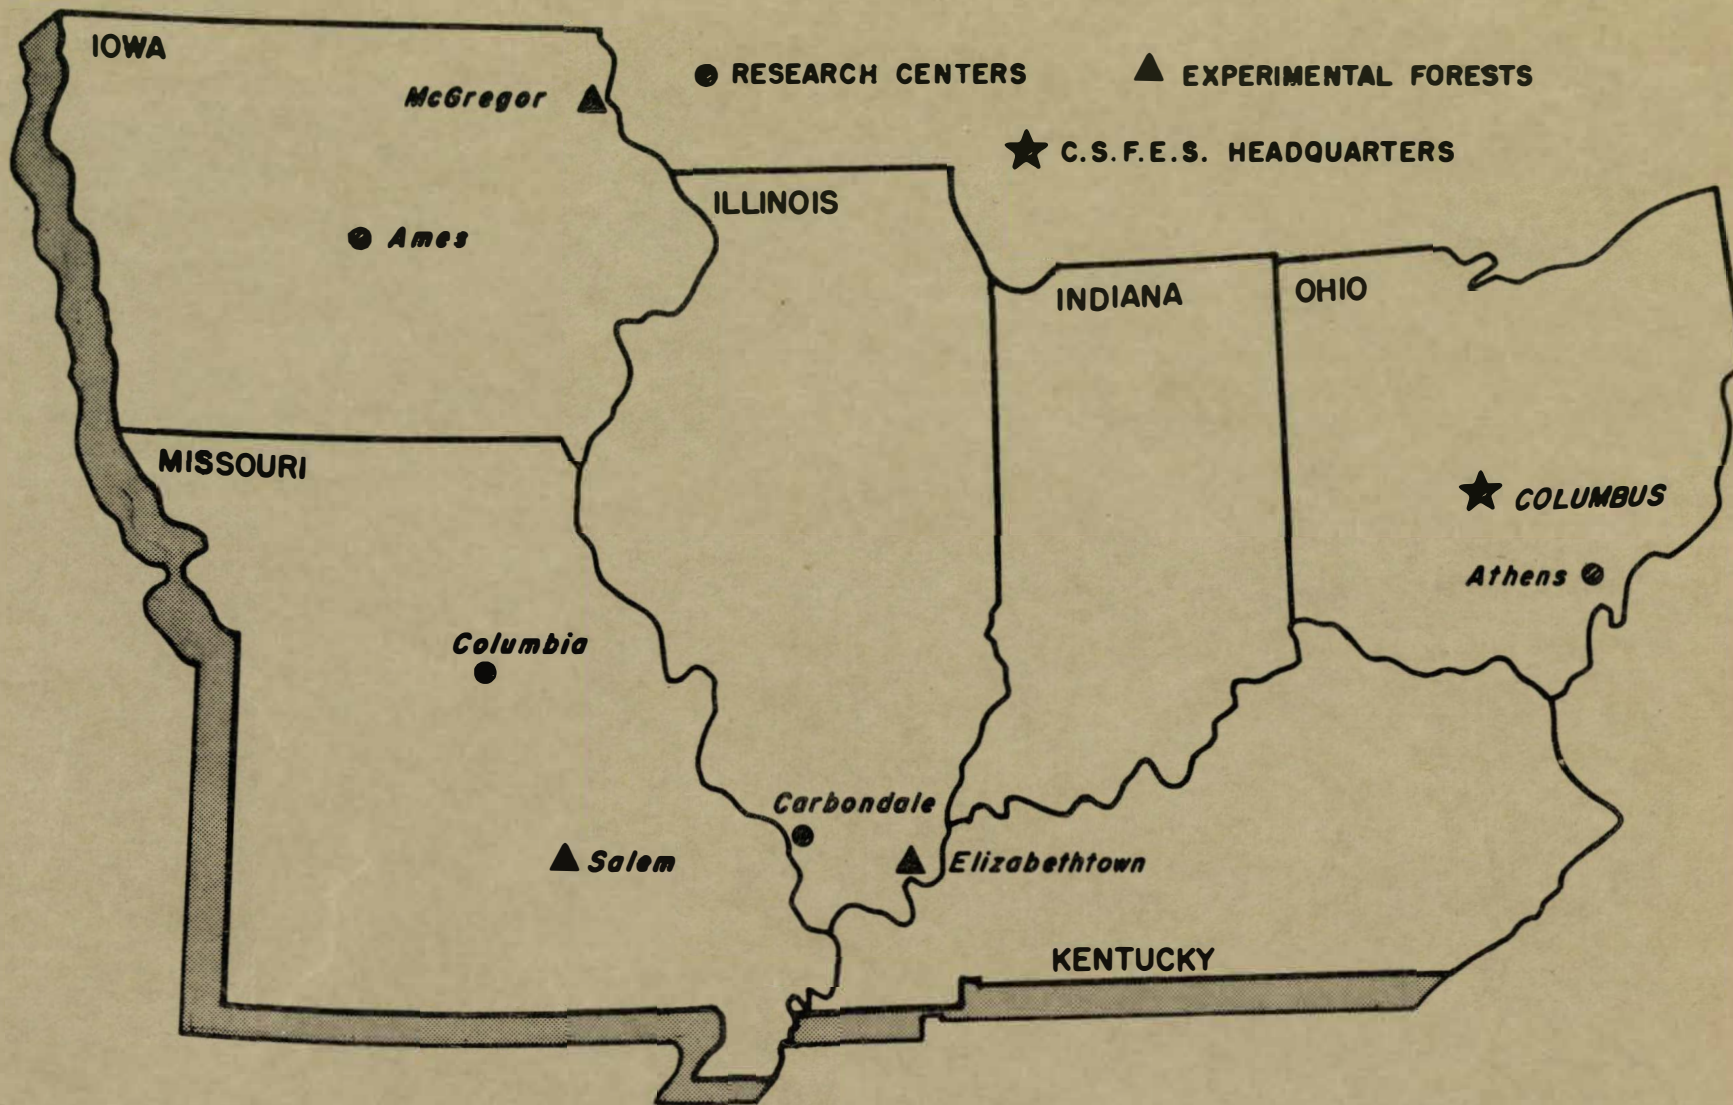 IOWA
McGregor
RESEARCH CENTERS
EXPERIMENTAL FORESTS
C.S.F.E.S. HEADQUARTERS
ILLINOIS
Ames
INDIANA
OHIO
MISSOURI
COLUMBUS
Athens
Columbia
Carbondale
Salem
Elizabethtown
KENTUCKY